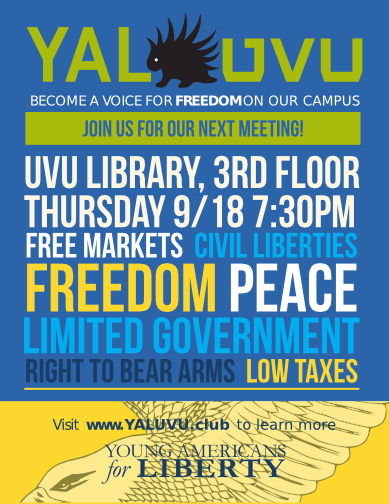 YAL UVU
BECOME A VOICE FOR FREEDOM ON OUR CAMPUS
JOIN US FOR OUR NEXT MEETING!
UVU LIBRARY, 3RD FLOOR
THURSDAY 9/18 7:30PM
FREE MARKETS CIVIL LIBERTIES
FREEDOM PEACE
LIMITED GOVERNMENT
RIGHT TO BEAR ARMS LOW TAXES
Visit www.YALUVU.club to learn more
YOUNG AMERICANS
for LIBERTY